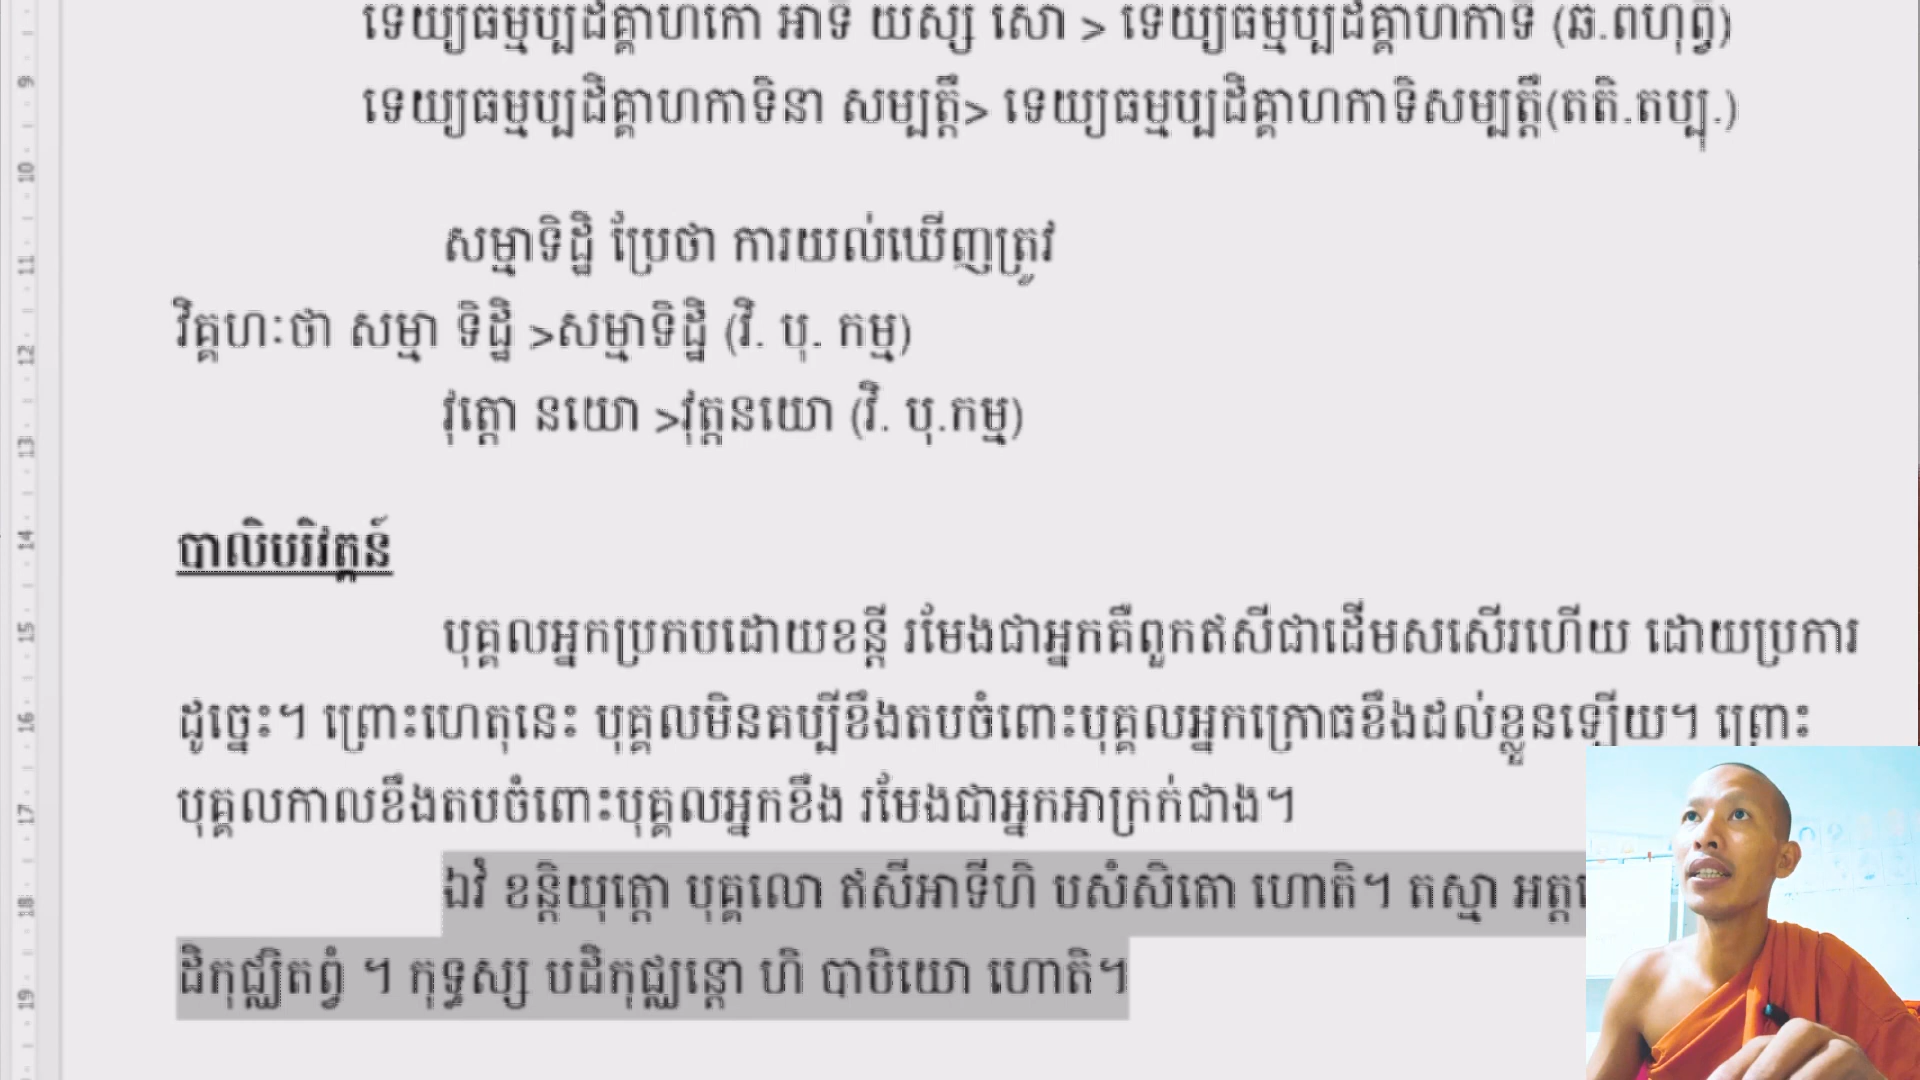 ទេយ្យធម្មប្បដិគ្គាហកោ អាទិ យស្ស សោ > ទេយ្យធម្មប្បដិគ្គាហកាទិ (ឆ.ពហុព្វី)
9
ទេយ្យធម្មប្បដិគ្គាហកាទិនា សម្បត្តិ> ទេយ្យធម្មប្បដិគ្គាហកាទិសម្បត្តិ(តតិ.តប្បុ.)
10
11
សម្មាទិដ្ឋិ ប្រែថា ការយល់ឃើញត្រូវ
12
វិគ្គហៈថា សម្មា ទិដ្ឋិ >សម្មាទិដ្ឋិ (វិ. បុ. កម្ម)
13
វុត្តោ នយោ >វុត្តនយោ (វិ. បុ.កម្ម)
14
បាលិបរិវត្តន៍
15
បុគ្គលអ្នកប្រកបដោយខន្តី រមែងជាអ្នកគឺពួកឥសីជាដើមសសើរហើយ ដោយប្រការ
16
ដូច្នេះ។ ព្រោះហេតុនេះ បុគ្គលមិនគប្បីខឹងតបចំពោះបុគ្គលអ្នកក្រោធខឹងដល់ខ្លួនឡើយ។ ព្រោះ
17
បុគ្គលកាលខឹងតបចំពោះបុគ្គលអ្នកខឹង រមែងជាអ្នកអាក្រក់ជាង។
18
ឯវំ ខន្តិយុត្តោ បុគ្គលោ ឥសីអាទីហិ បសំសិតោ ហោតិ។ តស្មា
19
ដិកុជ្ឈិតព្វំ ។ កុទ្ធស្ស បដិកុជ្ឈន្តោ ហិ បាបិយោ ហោតិ។